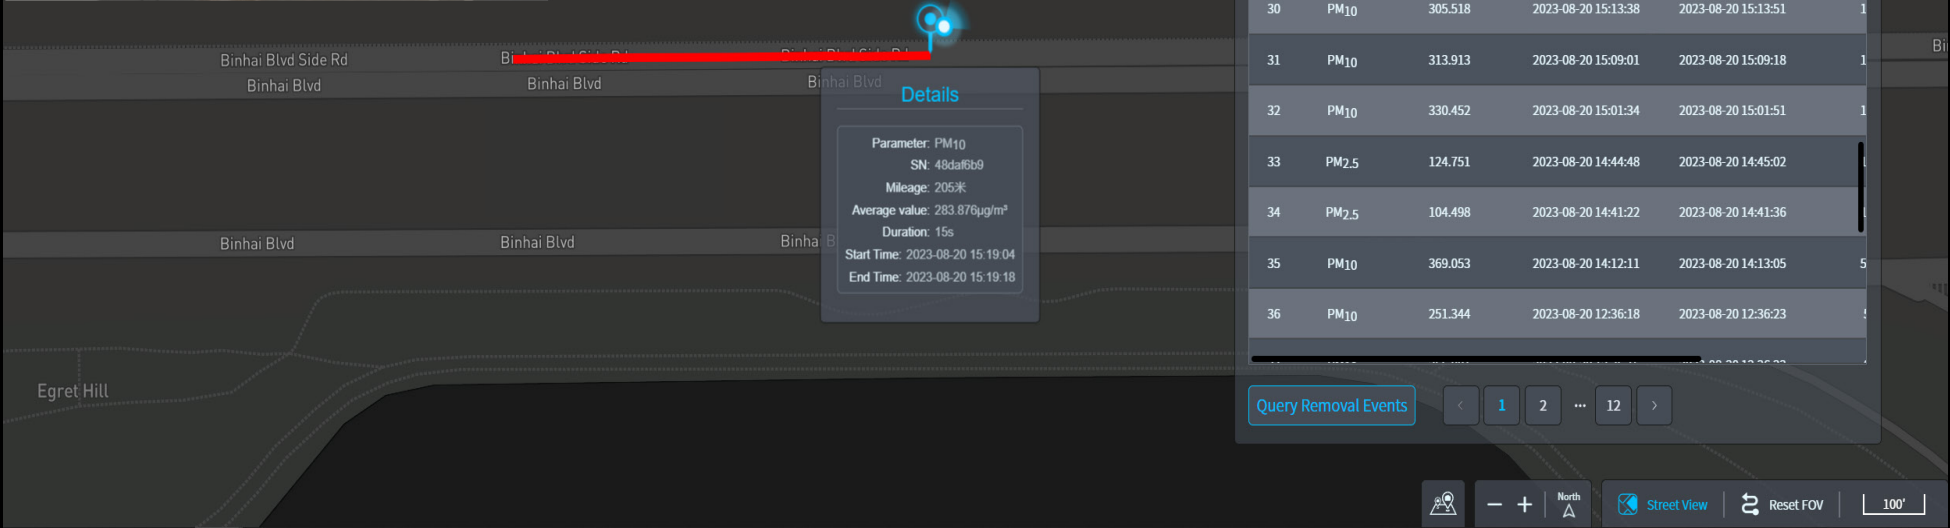 30 PM10 305.518 2023-08-20 15:13:38 2023-08-20 15:13:51
Binhai Blvd Side Rd
Binhai Blvd
Binhai Blvd
Binhai Blvd
31 PM10 313.913 2023-08-20 15:09:01 2023-08-20 15:09:18
Details
32 PM10 330.452 2023-08-20 15:01:34 2023-08-20 15:01:51
Parameter: PM10
SN: 48daf6b9
33 PM2.5 124.751 2023-08-20 14:44:48 2023-08-20 14:45:02
Mileage: 205米
Average value: 283.876μg/m³
34 PM2.5 104.498 2023-08-20 14:41:22 2023-08-20 14:41:36
Duration: 15s
Binhai Blvd
Binhai Blvd
Binhai
Start Time: 2023-08-20 15:19:04
35 PM10 369.053 2023-08-20 14:12:11 2023-08-20 14:13:05
End Time: 2023-08-20 15:19:18
36 PM10 251.344 2023-08-20 12:36:18 2023-08-20 12:36:23
Egret Hill
Query Removal Events < 1 2 ··· 12 >
North
Street View
Reset FOV
100'